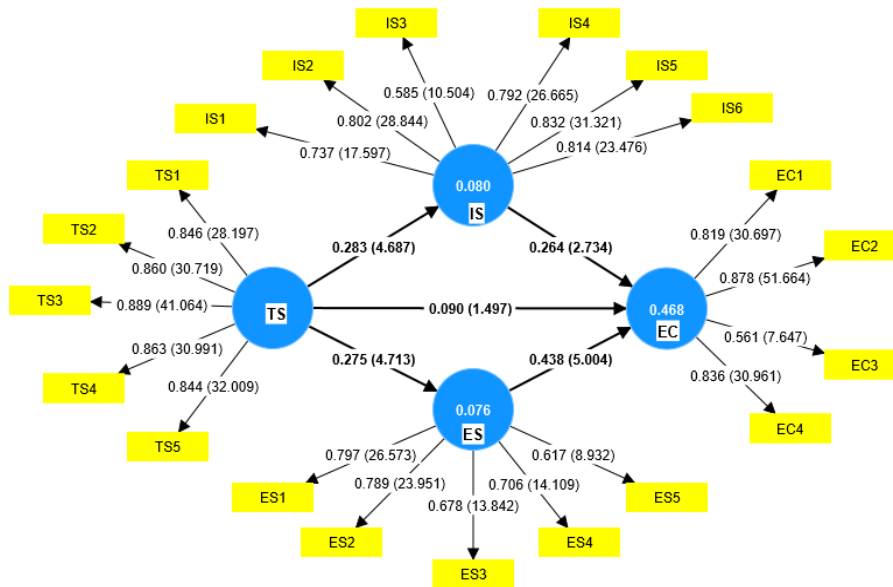 IS3
IS4
IS2
IS5
IS1
IS6
0.585 (10.504)
0.792 (26.665)
0.802 (28.844)
0.832 (31.321)
0.737 (17.597)
0.814 (23.476)
TS1
EC1
TS2
EC2
TS3
EC3
TS4
EC4
TS5
0.846 (28.197)
0.860 (30.719)
0.889 (41.064)
0.863 (30.991)
0.844 (32.009)
0.080
IS
0.283 (4.687)
0.264 (2.734)
0.819 (30.697)
0.878 (51.664)
0.561 (7.647)
0.836 (30.961)
TS
0.090 (1.497)
0.468
EC
0.275 (4.713)
0.438 (5.004)
0.076
ES
0.797 (26.573)
0.789 (23.951)
0.678 (13.842)
0.706 (14.109)
0.617 (8.932)
ES1
ES2
ES3
ES4
ES5